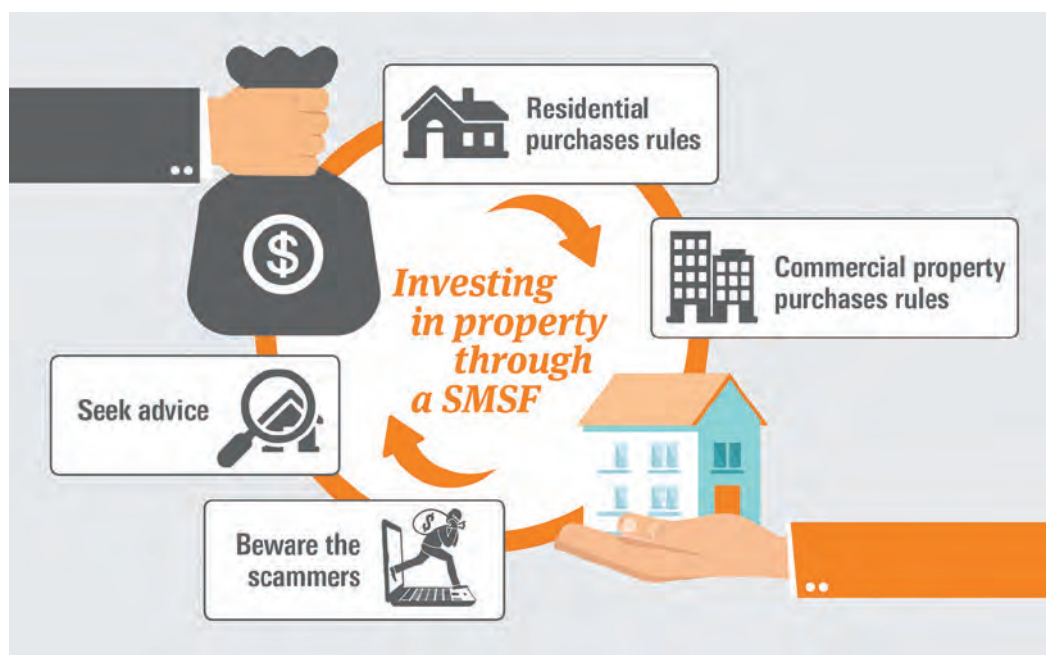 Residential
purchases rules
Commercial property
purchases rules
$
Investing
in property
through
a SMSF
Seek advice
Beware the
scammers
$